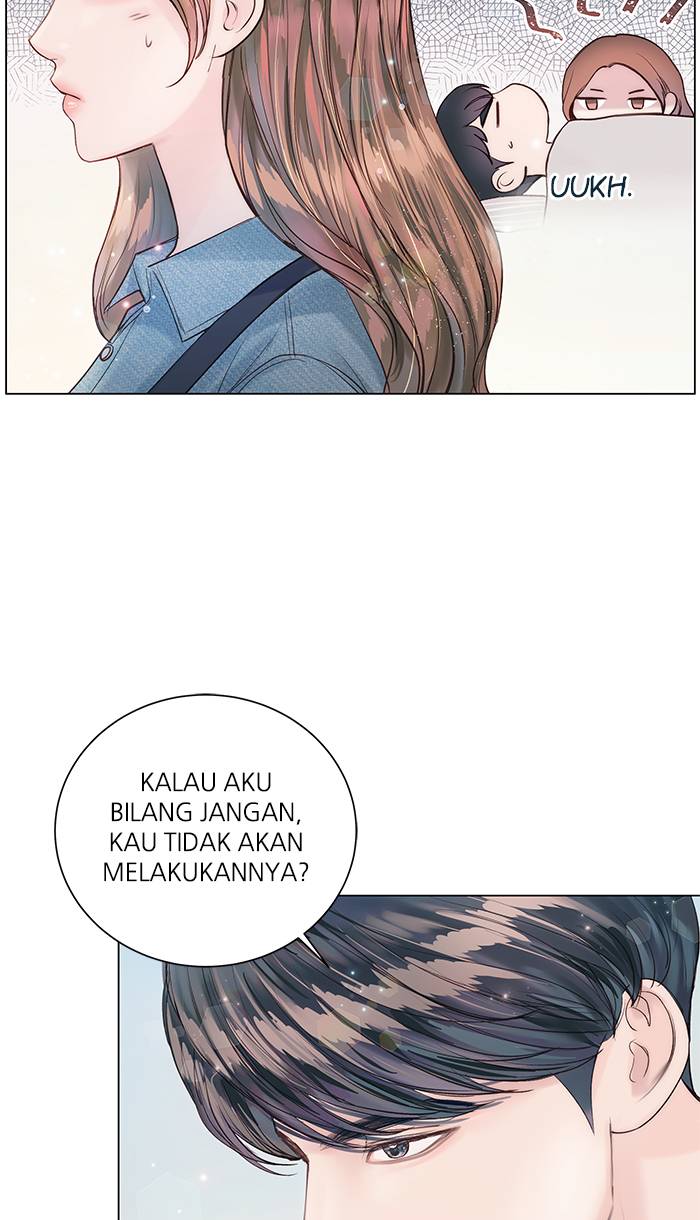 UUKH.
KALAU AKU
BILANG JANGAN,
KAU TIDAK AKAN
MELAKUKANNYA?